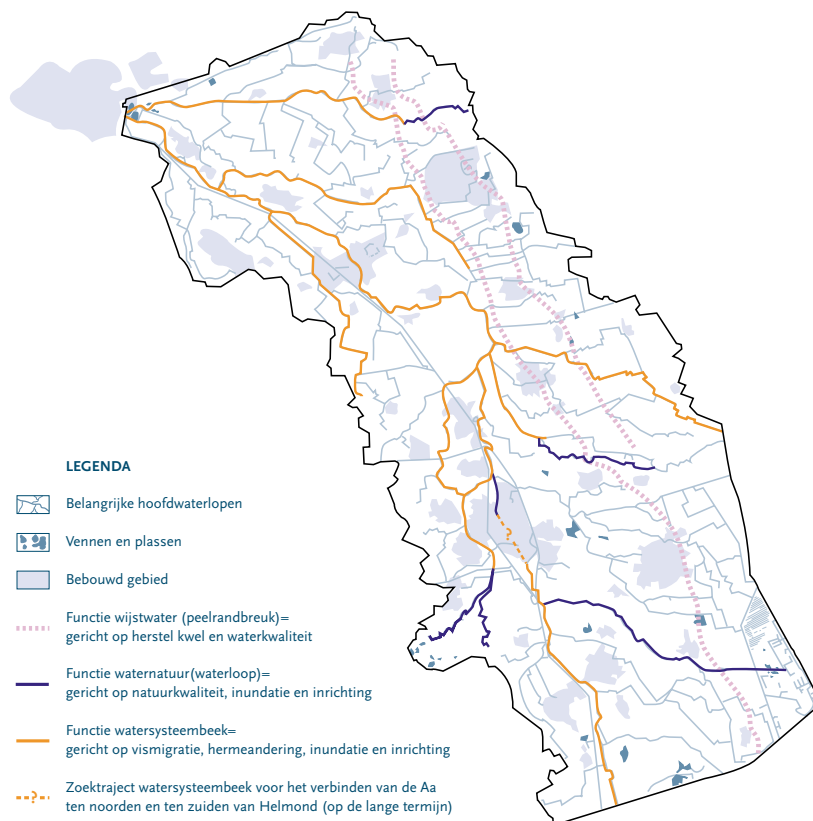 LEGENDA
Belangrijke hoofdwaterlopen
Vennen en plassen
Bebouwd gebied
Functie wijstwater (peelrandbreuk)=
gericht op herstel kwel en waterkwaliteit
Functie waternatuur(waterloop)=
gericht op natuurkwaliteit, inundatie en inrichting
Functie watersysteembeek=
gericht op vismigratie, hermeandering, inundatie en inrichting
Zoektraject watersysteembeek voor het verbinden van de Aa
ten noorden en ten zuiden van Helmond (op de lange termijn)